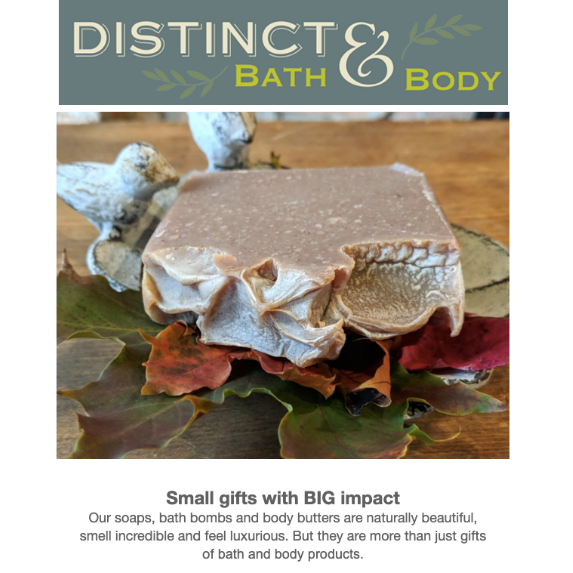 DISTINCT
BATH & BODY
Small gifts with BIG impact
Our soaps, bath bombs and body butters are naturally beautiful,
smell incredible and feel luxurious. But they are more than just gifts
of bath and body products.